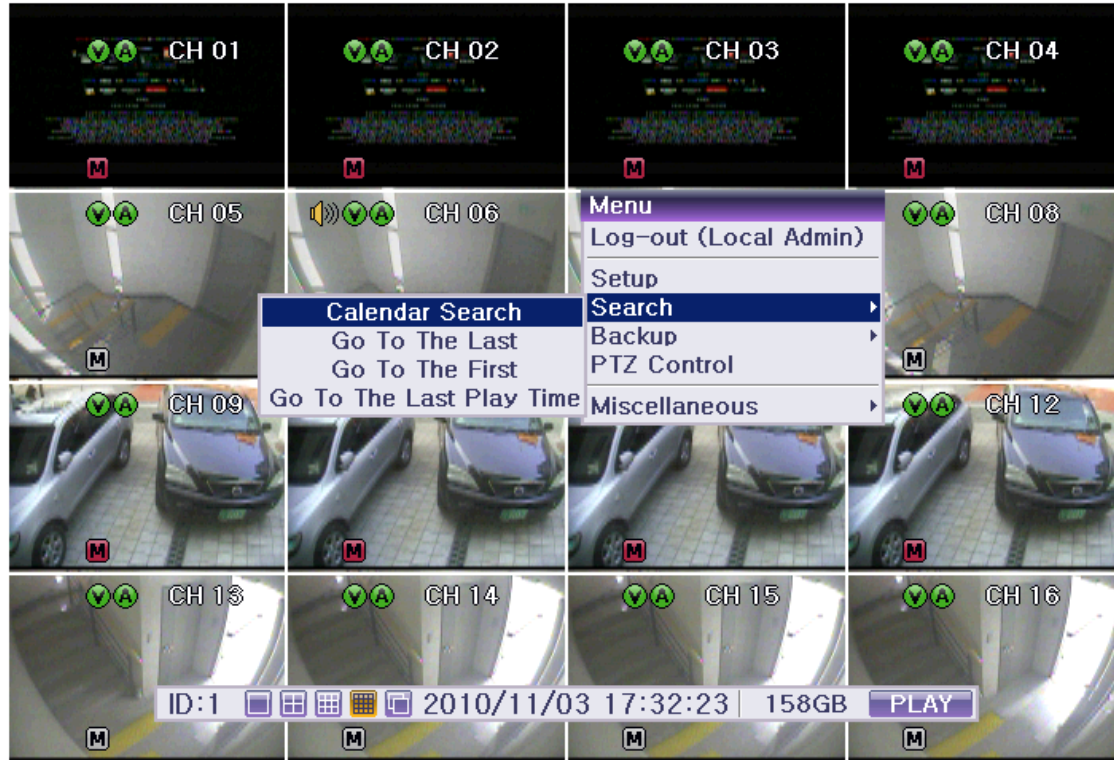 V A CH 01
V A CH 02
V A CH 03
V A CH 04
M
M
M
M
V A CH 05
V A CH 06
V A CH 08
M
M
Menu
Log-out (Local Admin)
Setup
Search
Backup
PTZ Control
Miscellaneous
Calendar Search
Go To The Last
Go To The First
Go To The Last Play Time
V A CH 09
V A CH 12
M
M
M
M
V A CH 13
V A CH 14
V A CH 15
V A CH 16
ID:1 2010/11/03 17:32:23 158GB PLAY
M
M
M
M